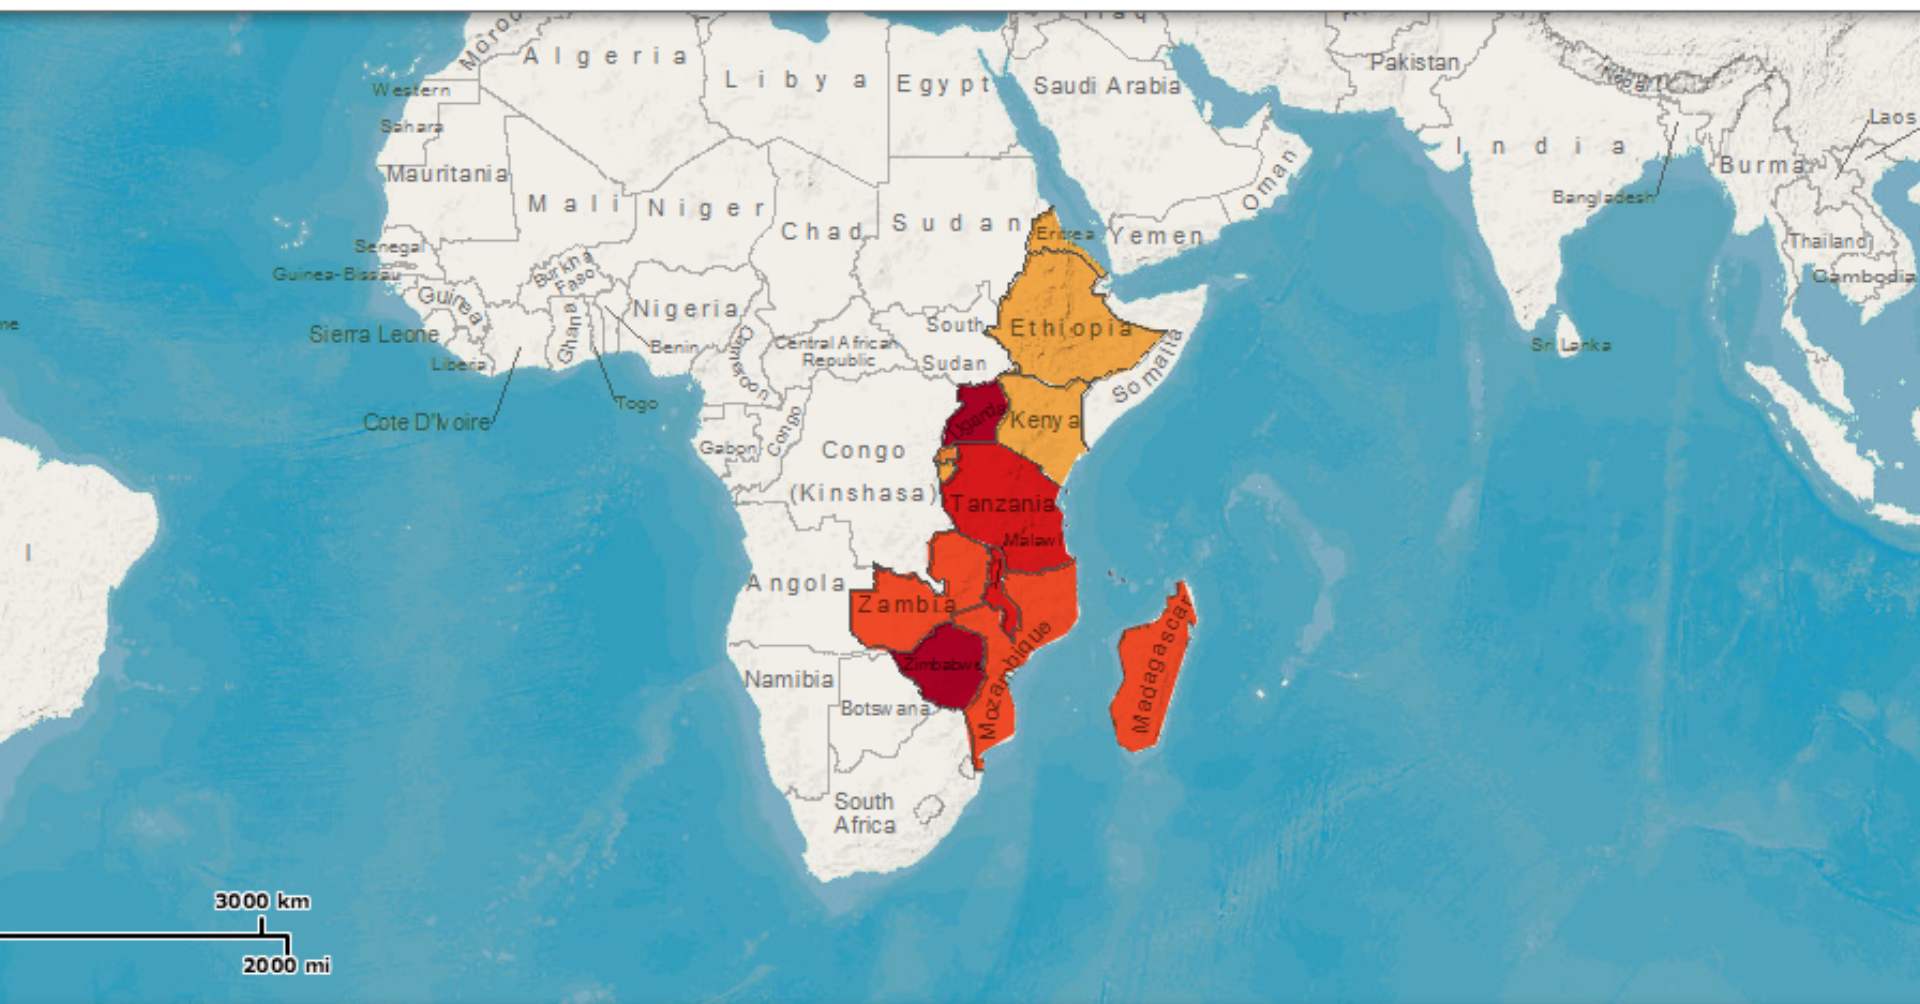 Algeria
Libya
Egypt
Saudi Arabia
Pakistan
Nepal
India
Laos
Burma
Bangladesh
Thailand
Cambodia
Sri Lanka
Western
Sahara
Mauritania
Mali
Niger
Chad
Sudan
Eritrea
Yemen
Oman
Senegal
Guinea-Bissau
Guinea
Sierra Leone
Liberia
Cote D'Ivoire
Burkina
Faso
Ghana
Togo
Benin
Nigeria
Cameroon
Central African
Republic
South
Sudan
Ethiopia
Somalia
Uganda
Kenya
Gabon
Congo
Congo
(Kinshasa)
Tanzania
Malawi
Angola
Zambia
Zimbabwe
Mozambique
Madagascar
Namibia
Botswana
South
Africa
3000 km
2000 mi